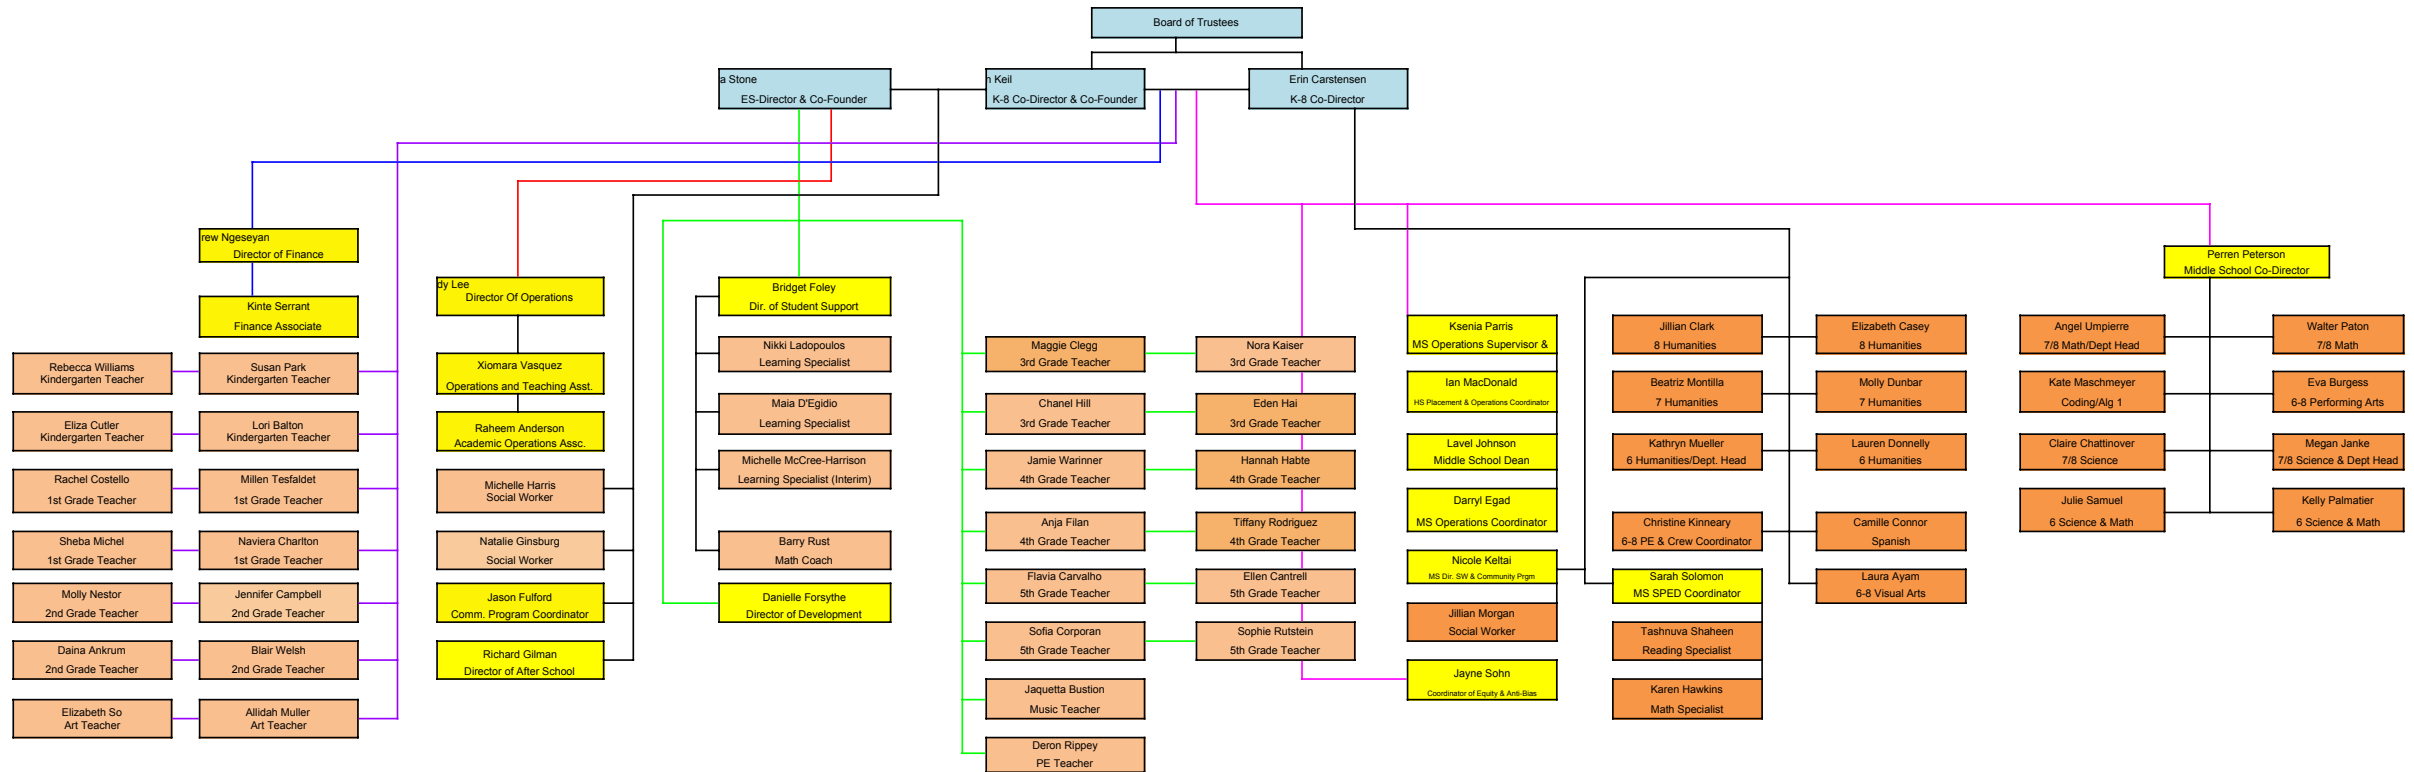 Board of Trustees
a Stone
ES-Director & Co-Founder
n Keil
K-8 Co-Director & Co-Founder
Erin Carstensen
K-8 Co-Director
rew Ngeseyan
Director of Finance
Kinte Serrant
Finance Associate
Rebecca Williams
Kindergarten Teacher
Susan Park
Kindergarten Teacher
Eliza Cutler
Kindergarten Teacher
Lori Balton
Kindergarten Teacher
Rachel Costello
1st Grade Teacher
Millen Tesfaldet
1st Grade Teacher
Sheba Michel
1st Grade Teacher
Naviera Charlton
1st Grade Teacher
Molly Nestor
2nd Grade Teacher
Jennifer Campbell
2nd Grade Teacher
Daina Ankrum
2nd Grade Teacher
Blair Welsh
2nd Grade Teacher
Elizabeth So
Art Teacher
Allidah Muller
Art Teacher
dy Lee
Director Of Operations
Xiomara Vasquez
Operations and Teaching Asst.
Raheem Anderson
Academic Operations Assc.
Michelle Harris
Social Worker
Natalie Ginsburg
Social Worker
Jason Fulford
Comm. Program Coordinator
Richard Gilman
Director of After School
Bridget Foley
Dir. of Student Support
Nikki Ladopoulos
Learning Specialist
Maia D'Egidio
Learning Specialist
Michelle McCree-Harrison
Learning Specialist (Interim)
Barry Rust
Math Coach
Danielle Forsythe
Director of Development
Maggie Clegg
3rd Grade Teacher
Nora Kaiser
3rd Grade Teacher
Chanel Hill
3rd Grade Teacher
Eden Hai
3rd Grade Teacher
Jamie Warinner
4th Grade Teacher
Hannah Habte
4th Grade Teacher
Anja Filan
4th Grade Teacher
Tiffany Rodriguez
4th Grade Teacher
Flavia Carvalho
5th Grade Teacher
Ellen Cantrell
5th Grade Teacher
Sofia Corporan
5th Grade Teacher
Sophie Rutstein
5th Grade Teacher
Jaquetta Bustion
Music Teacher
Deron Rippey
PE Teacher
Ksenia Parris
MS Operations Supervisor &
Ian MacDonald
HS Placement & Operations Coordinator
Lavel Johnson
Middle School Dean
Darryl Egad
MS Operations Coordinator
Nicole Keltai
MS Dir. SW & Community Prgm
Jillian Morgan
Social Worker
Jayne Sohn
Coordinator of Equity & Anti-Bias
Jillian Clark
8 Humanities
Elizabeth Casey
8 Humanities
Beatriz Montilla
7 Humanities
Molly Dunbar
7 Humanities
Kathryn Mueller
6 Humanities/Dept. Head
Lauren Donnelly
6 Humanities
Christine Kinneary
6-8 PE & Crew Coordinator
Camille Connor
Spanish
Sarah Solomon
MS SPED Coordinator
Laura Ayam
6-8 Visual Arts
Tashnuva Shaheen
Reading Specialist
Karen Hawkins
Math Specialist
Perren Peterson
Middle School Co-Director
Angel Umpierre
7/8 Math/Dept Head
Walter Paton
7/8 Math
Kate Maschmeyer
Coding/Alg 1
Eva Burgess
6-8 Performing Arts
Claire Chattinover
7/8 Science
Megan Janke
7/8 Science & Dept Head
Julie Samuel
6 Science & Math
Kelly Palmatier
6 Science & Math